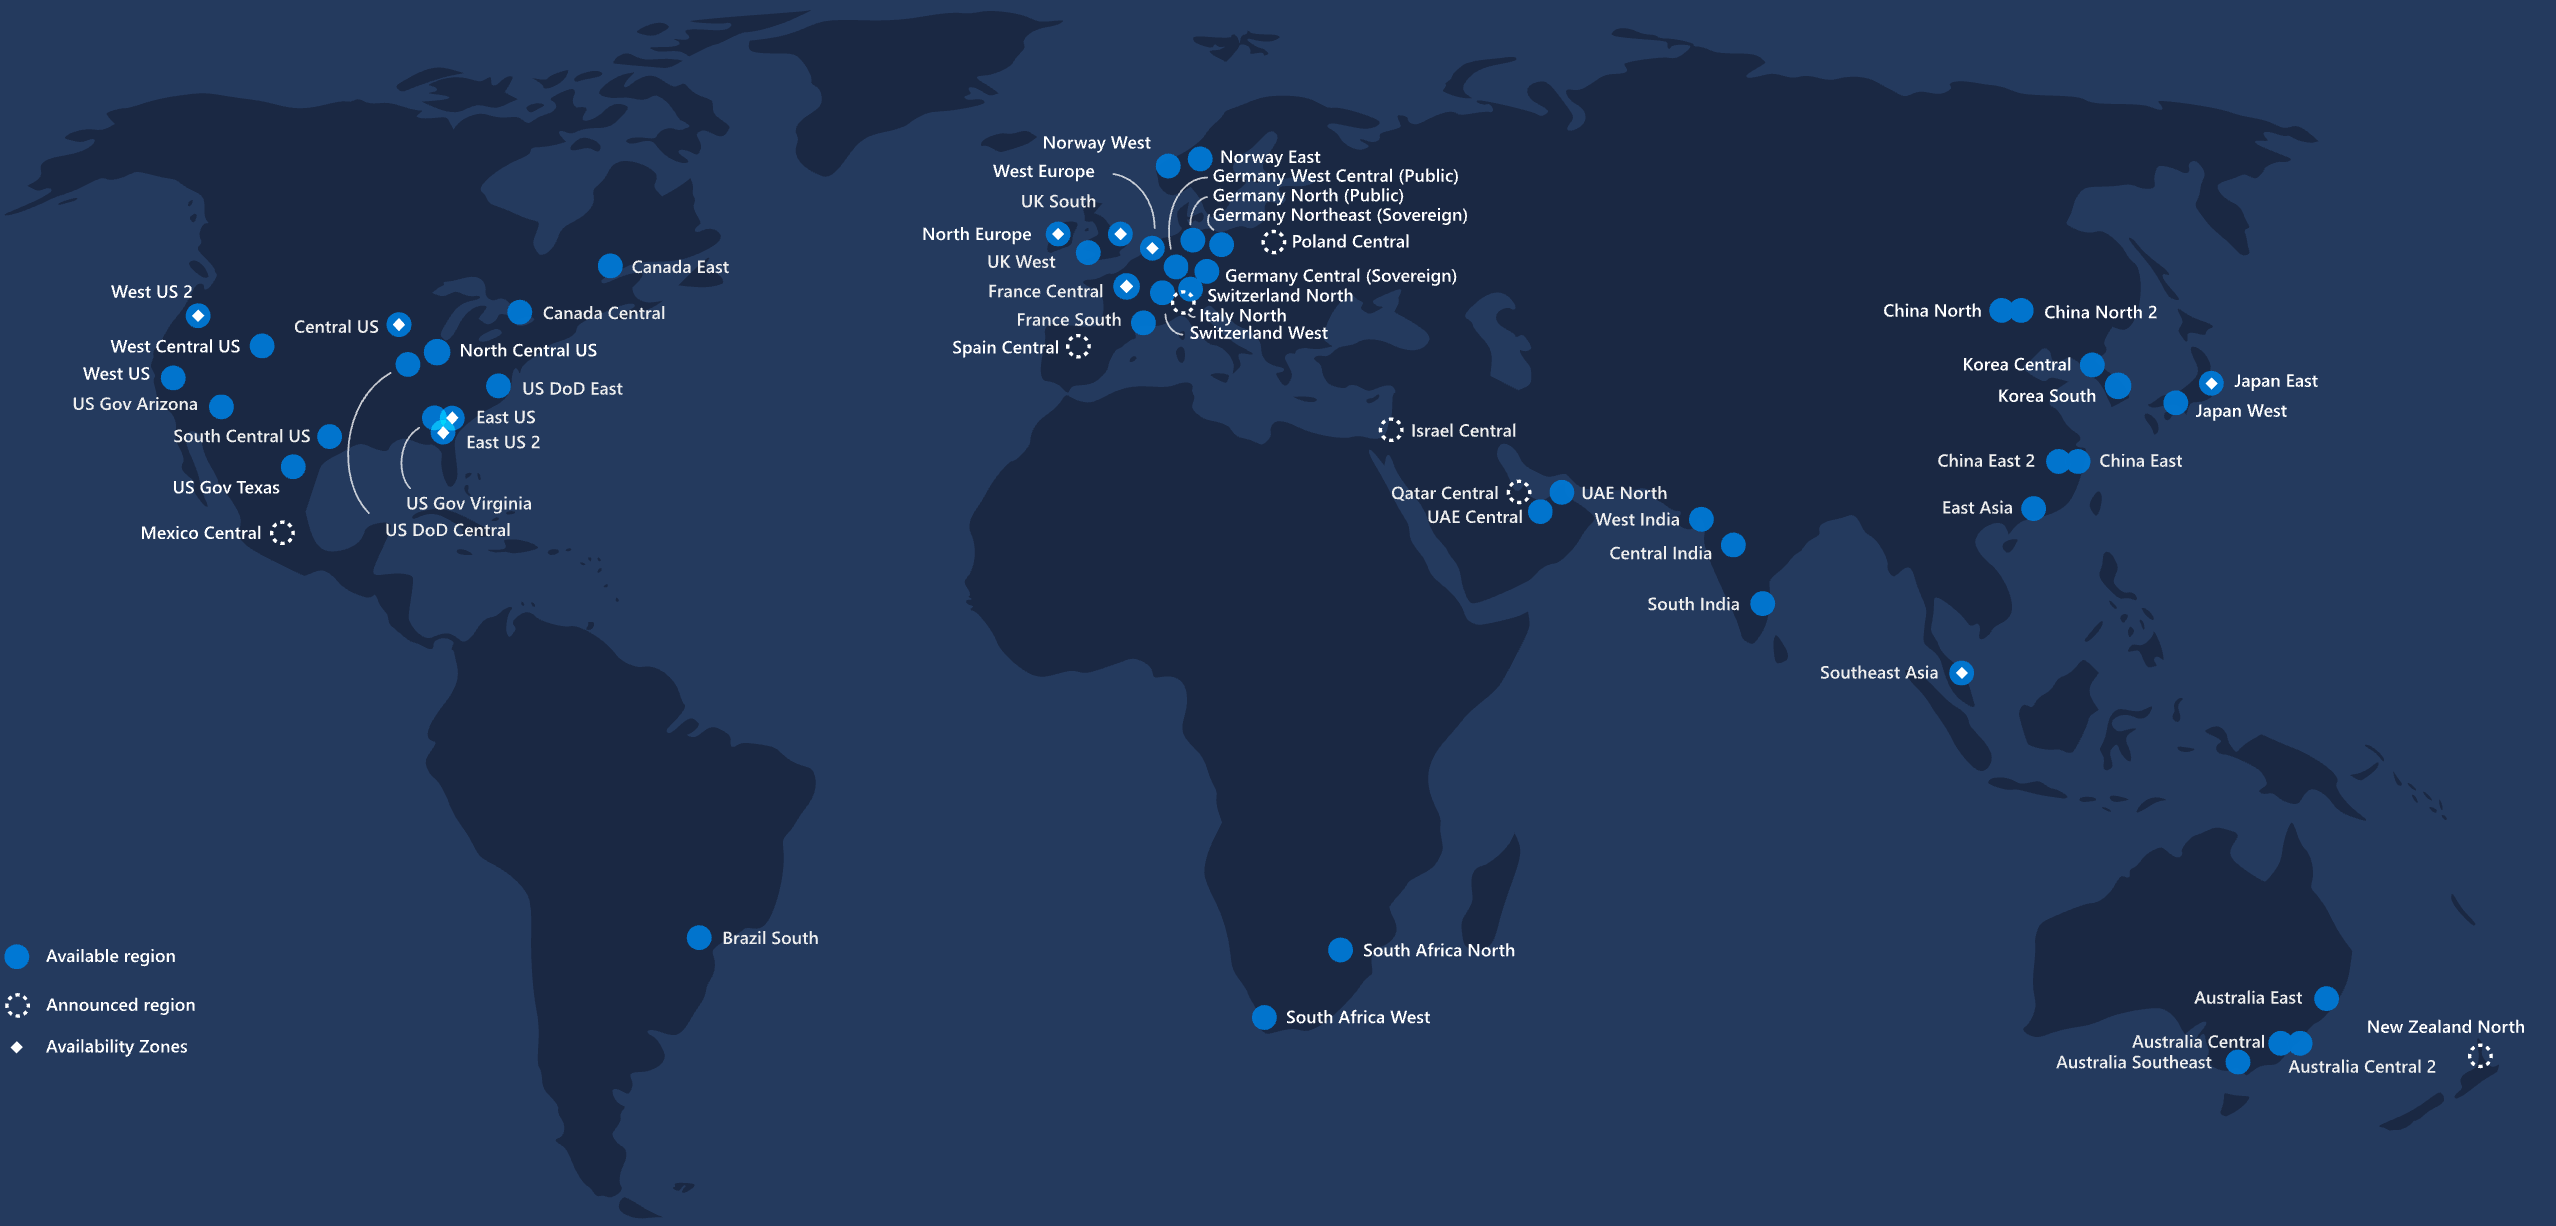 Norway West
Norway East
West Europe
Germany West Central (Public)
Germany North (Public)
UK South
Germany Northeast (Sovereign)
North Europe
Poland Central
UK West
Canada East
Germany Central (Sovereign)
West US 2
France Central
Switzerland North
Central US
Canada Central
France South
Italy North
Switzerland West
China North
China North 2
West Central US
North Central US
Spain Central
West US
US DoD East
Korea Central
Japan East
US Gov Arizona
Korea South
Japan West
East US
South Central US
East US 2
Israel Central
China East 2
China East
US Gov Texas
US Gov Virginia
Qatar Central
UAE North
East Asia
Mexico Central
US DoD Central
UAE Central
West India
Central India
South India
Southeast Asia
Brazil South
South Africa North
Available region
Announced region
Availability Zones
South Africa West
Australia East
New Zealand North
Australia Central
Australia Southeast
Australia Central 2